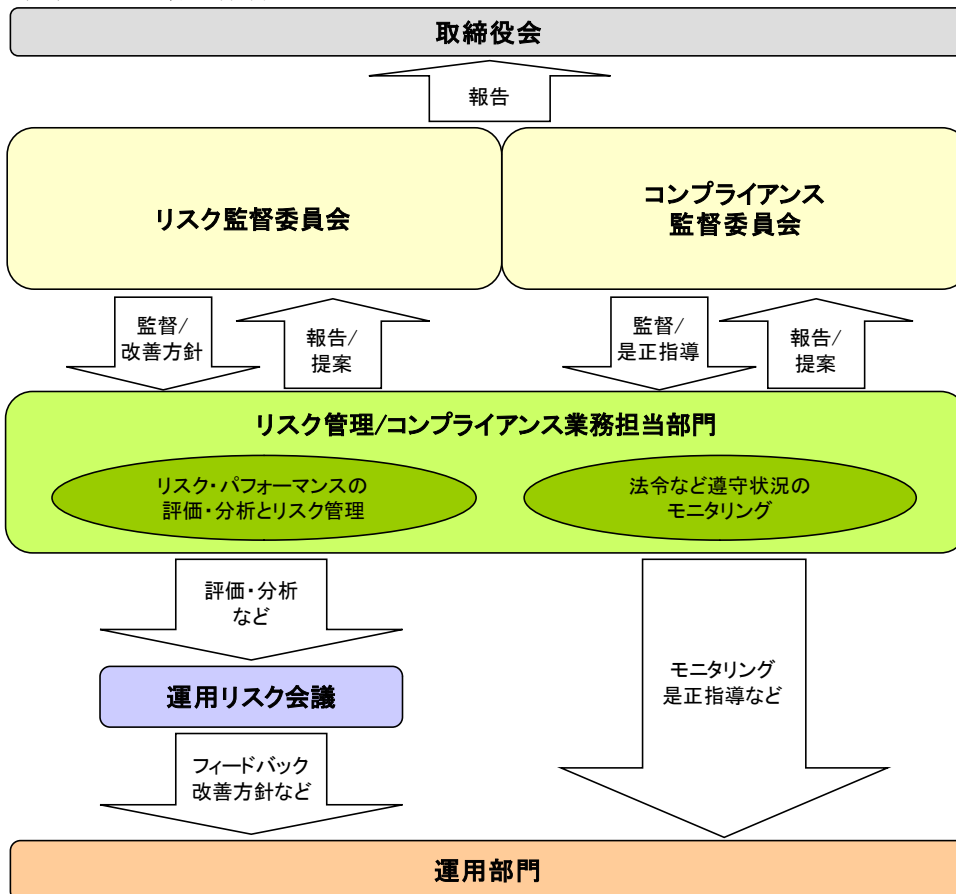 取締役会
報告
リスク監督委員会
コンプライアンス
監督委員会
監督/
改善方針
報告/
提案
監督/
是正指導
報告/
提案
リスク管理/コンプライアンス業務担当部門
リスク・パフォーマンスの
評価・分析とリスク管理
法令など遵守状況の
モニタリング
評価・分析
など
運用リスク会議
モニタリング
是正指導など
フィードバック
改善方針など
運用部門